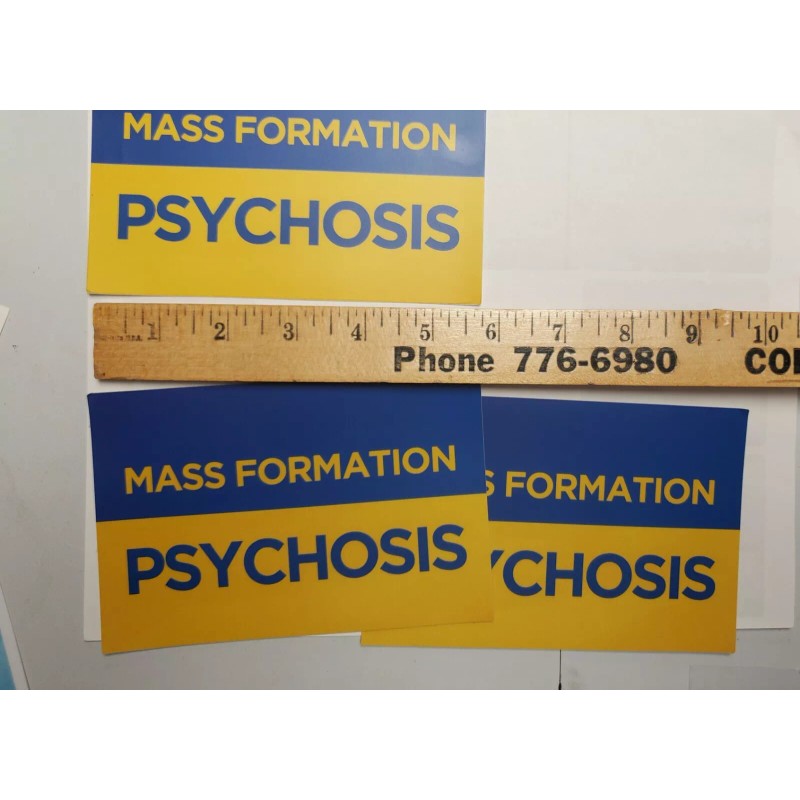 MASS FORMATION
PSYCHOSIS
1 2 3 4 5 6 7 8 9 10
Phone 776-6980 COL
MASS FORMATION
PSYCHOSIS
S FORMATION
YCHOSIS